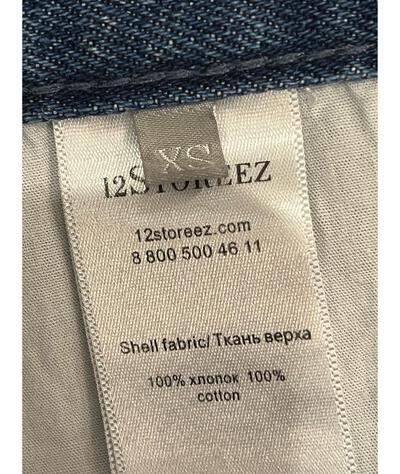 XS
12STOREEZ
12storeez.com
8 800 500 46 11
Shell fabric/Ткань верха
100% хлопок 100%
cotton